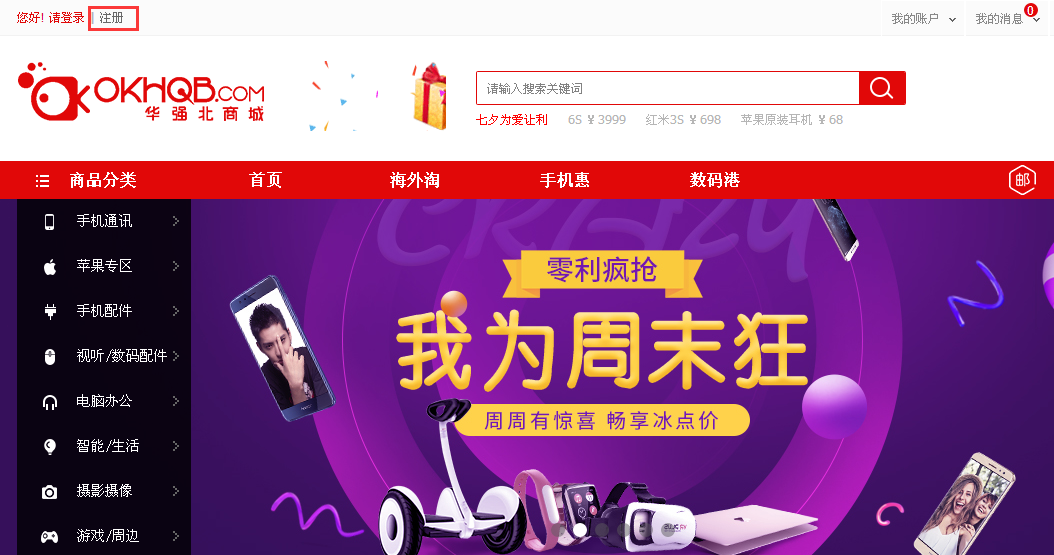 您好! 请登录 | 注册
我的账户
我的消息 0
OKHQB.COM
华强北商城
请输入搜索关键词
七夕为爱让利 6S ¥ 3999 红米3S ¥ 698 苹果原装耳机 ¥ 68
商品分类 首页 海外淘 手机惠 数码港 邮
手机通讯
苹果专区
手机配件
视听/数码配件
电脑办公
智能/生活
摄影摄像
游戏/周边
CRAZY
零利疯抢
我为周末狂
周周有惊喜 畅享冰点价